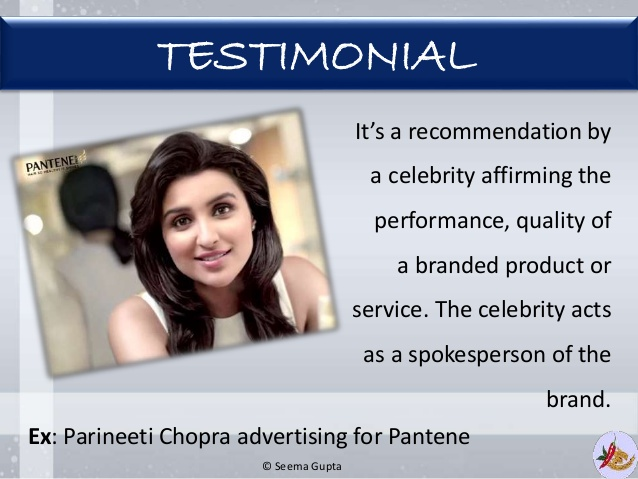 TESTIMONIAL
PANTENE
It’s a recommendation by
a celebrity affirming the
performance, quality of
a branded product or
service. The celebrity acts
as a spokesperson of the
brand.
Ex: Parineeti Chopra advertising for Pantene
© Seema Gupta